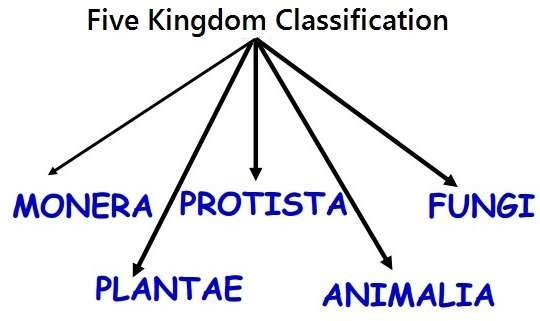 Five Kingdom Classification
MONERA PROTISTA FUNGI
PLANTAE ANIMALIA